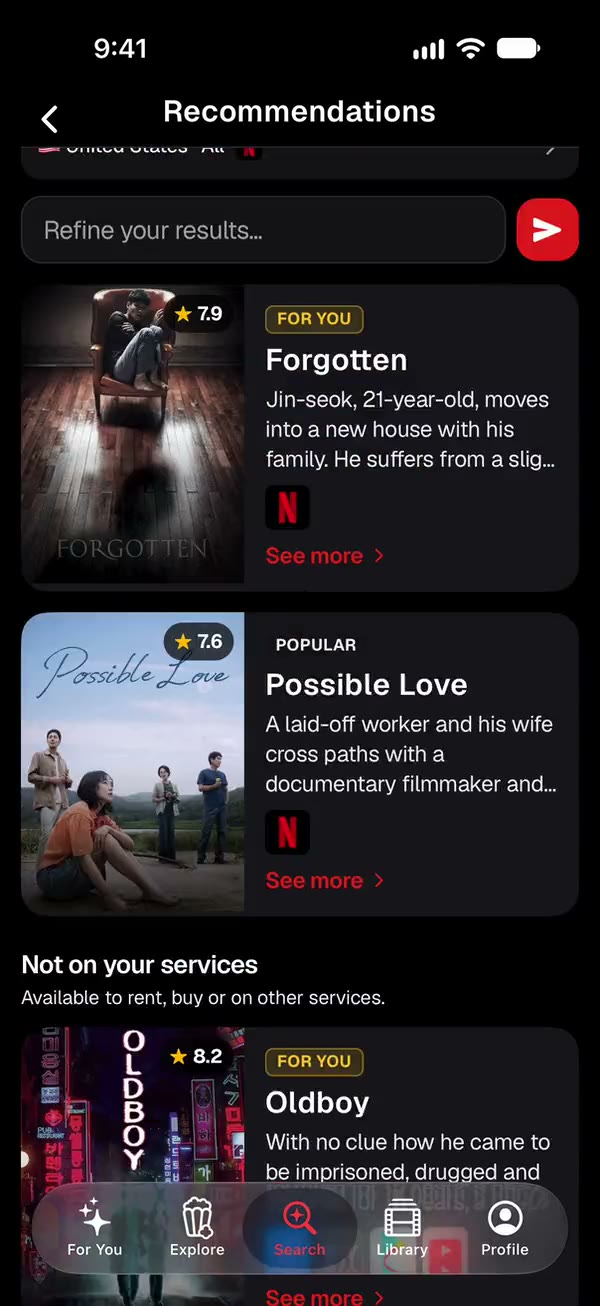 9:41
Recommendations
United States All
Refine your results...
7.9
FOR YOU
Forgotten
Jin-seok, 21-year-old, moves
into a new house with his
family. He suffers from a slig...
FORGOTTEN
N
See more
7.6
Possible Love
POPULAR
Possible Love
A laid-off worker and his wife
cross paths with a
documentary filmmaker and...
N
See more
Not on your services
Available to rent, buy or on other services.
8.2
OLDBOY
FOR YOU
Oldboy
With no clue how he came to
be imprisoned, drugged and
See more
For You
Explore
Search
Library
Profile